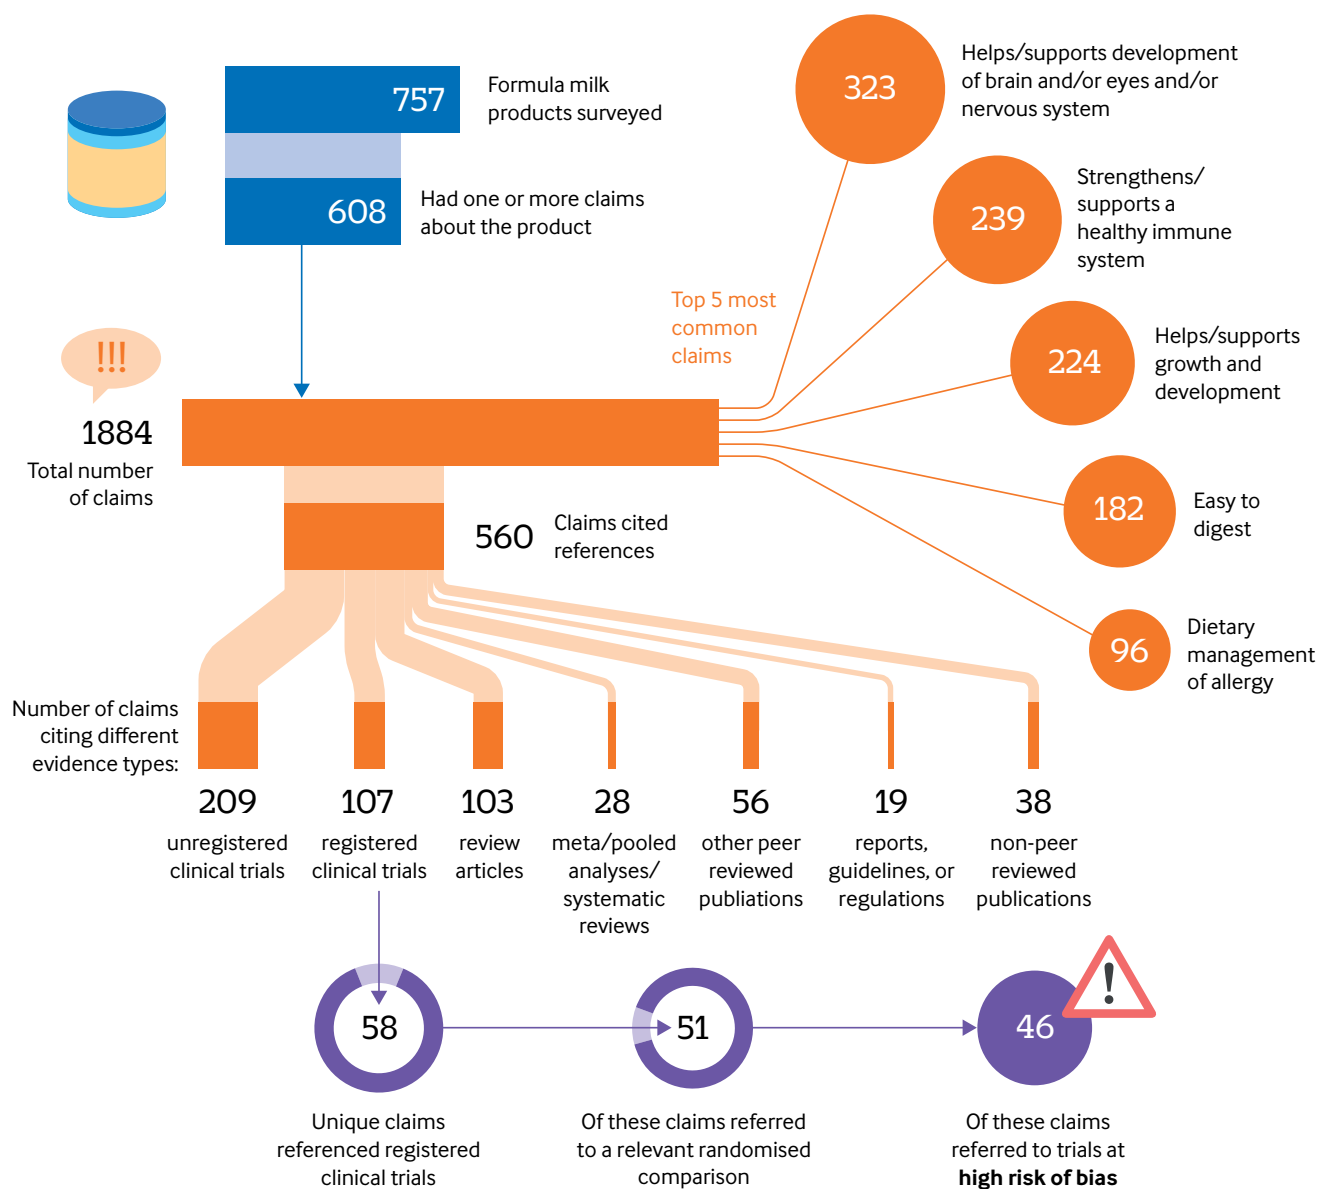 757
Formula milk
products surveyed
608
Had one or more claims
about the product
323
Helps/supports development
of brain and/or eyes and/or
nervous system
239
Strengthens/
supports a
healthy immune
system
Top 5 most
common
claims
224
Helps/supports
growth and
development
182
Easy to
digest
96
Dietary
management
of allergy
!!!
1884
Total number
of claims
560
Claims cited
references
Number of claims
citing different
evidence types:
209
unregistered
clinical trials
107
registered
clinical trials
103
review
articles
28
meta/pooled
analyses/
systematic
reviews
56
other peer
reviewed
publiations
19
reports,
guidelines, or
regulations
38
non-peer
reviewed
publications
58
Unique claims
referenced registered
clinical trials
51
Of these claims referred
to a relevant randomised
comparison
46
!
Of these claims
referred to trials at
high risk of bias